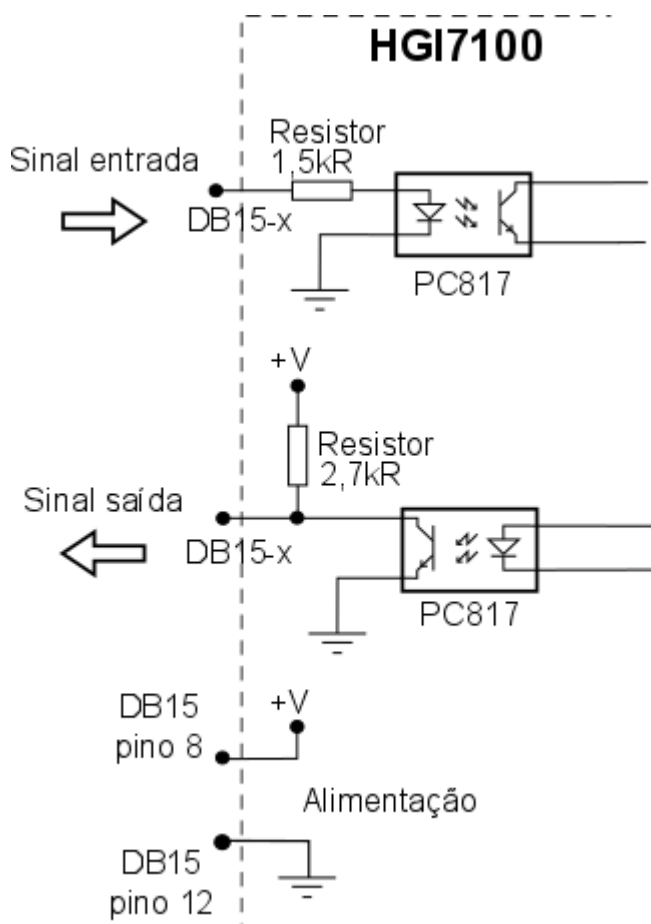 HGI7100
Resistor
1,5kR
Sinal entrada
DB15-x
PC817
+V
Resistor
2,7kR
Sinal saída
DB15-x
PC817
+V
DB15
pino 8
Alimentação
DB15
pino 12